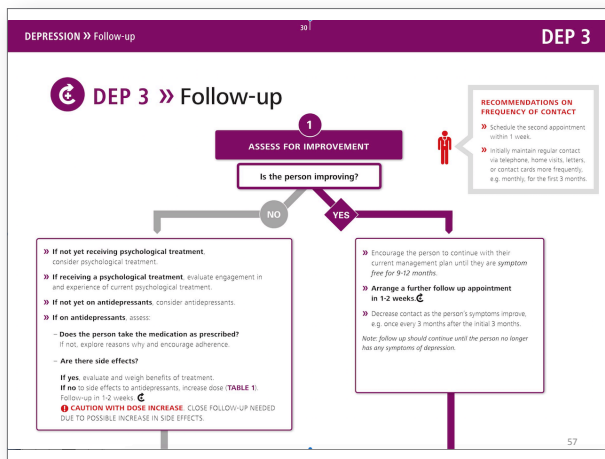 30
DEPRESSION » Follow-up
DEP 3
DEP 3 » Follow-up
1
ASSESS FOR IMPROVEMENT
Is the person improving?
RECOMMENDATIONS ON
FREQUENCY OF CONTACT
» Schedule the second appointment
within 1 week.
» Initially maintain regular contact
via telephone, home visits, letters,
or contact cards more frequently,
e.g. monthly, for the first 3 months.
NO
YES
» If not yet receiving psychological treatment,
consider psychological treatment.
» If receiving a psychological treatment, evaluate engagement in
and experience of current psychological treatment.
» If not yet on antidepressants, consider antidepressants.
» If on antidepressants, assess:
– Does the person take the medication as prescribed?
If not, explore reasons why and encourage adherence.
– Are there side effects?
If yes, evaluate and weigh benefits of treatment.
If no to side effects to antidepressants, increase dose (TABLE 1).
Follow-up in 1-2 weeks.
CAUTION WITH DOSE INCREASE. CLOSE FOLLOW-UP NEEDED
DUE TO POSSIBLE INCREASE IN SIDE EFFECTS.
» Encourage the person to continue with their
current management plan until they are symptom
free for 9-12 months.
» Arrange a further follow up appointment
in 1-2 weeks.
» Decrease contact as the person's symptoms improve,
e.g. once every 3 months after the initial 3 months.
Note: follow up should continue until the person no longer
has any symptoms of depression.
57